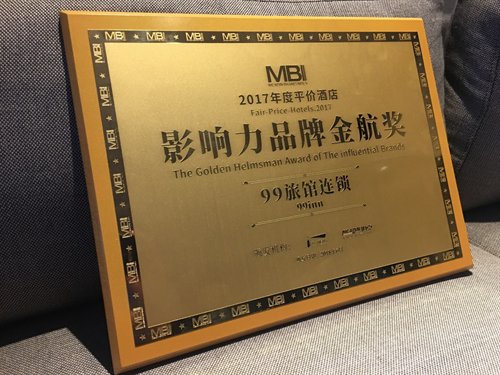 MBI
2017年度平价酒店
Fair-Price-Hotels.2017
影响力品牌金航奖
The Golden Helmsman Award of The influential Brands
99旅馆连锁
99inn